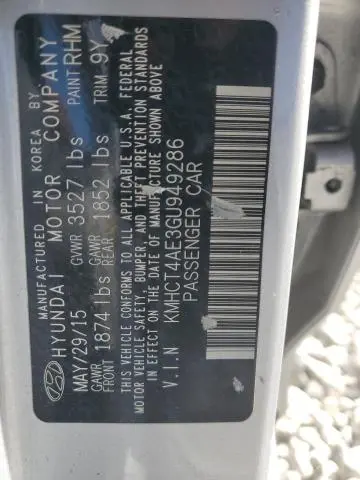 MANUFACTURED IN KOREA BY
HYUNDAI MOTOR COMPANY
MAY/29/15 GVWR 3527 lbs PAINT RHM
GAWR FRONT 1874 lbs GAWR REAR 1852 lbs TRIM 9Y
THIS VEHICLE CONFORMS TO ALL APPLICABLE U.S.A. FEDERAL
MOTOR VEHICLE SAFETY, BUMPER, AND THEFT PREVENTION STANDARDS
IN EFFECT ON THE DATE OF MANUFACTURE SHOWN ABOVE
V.I.N KMHCT4AE3GU949286
PASSENGER CAR